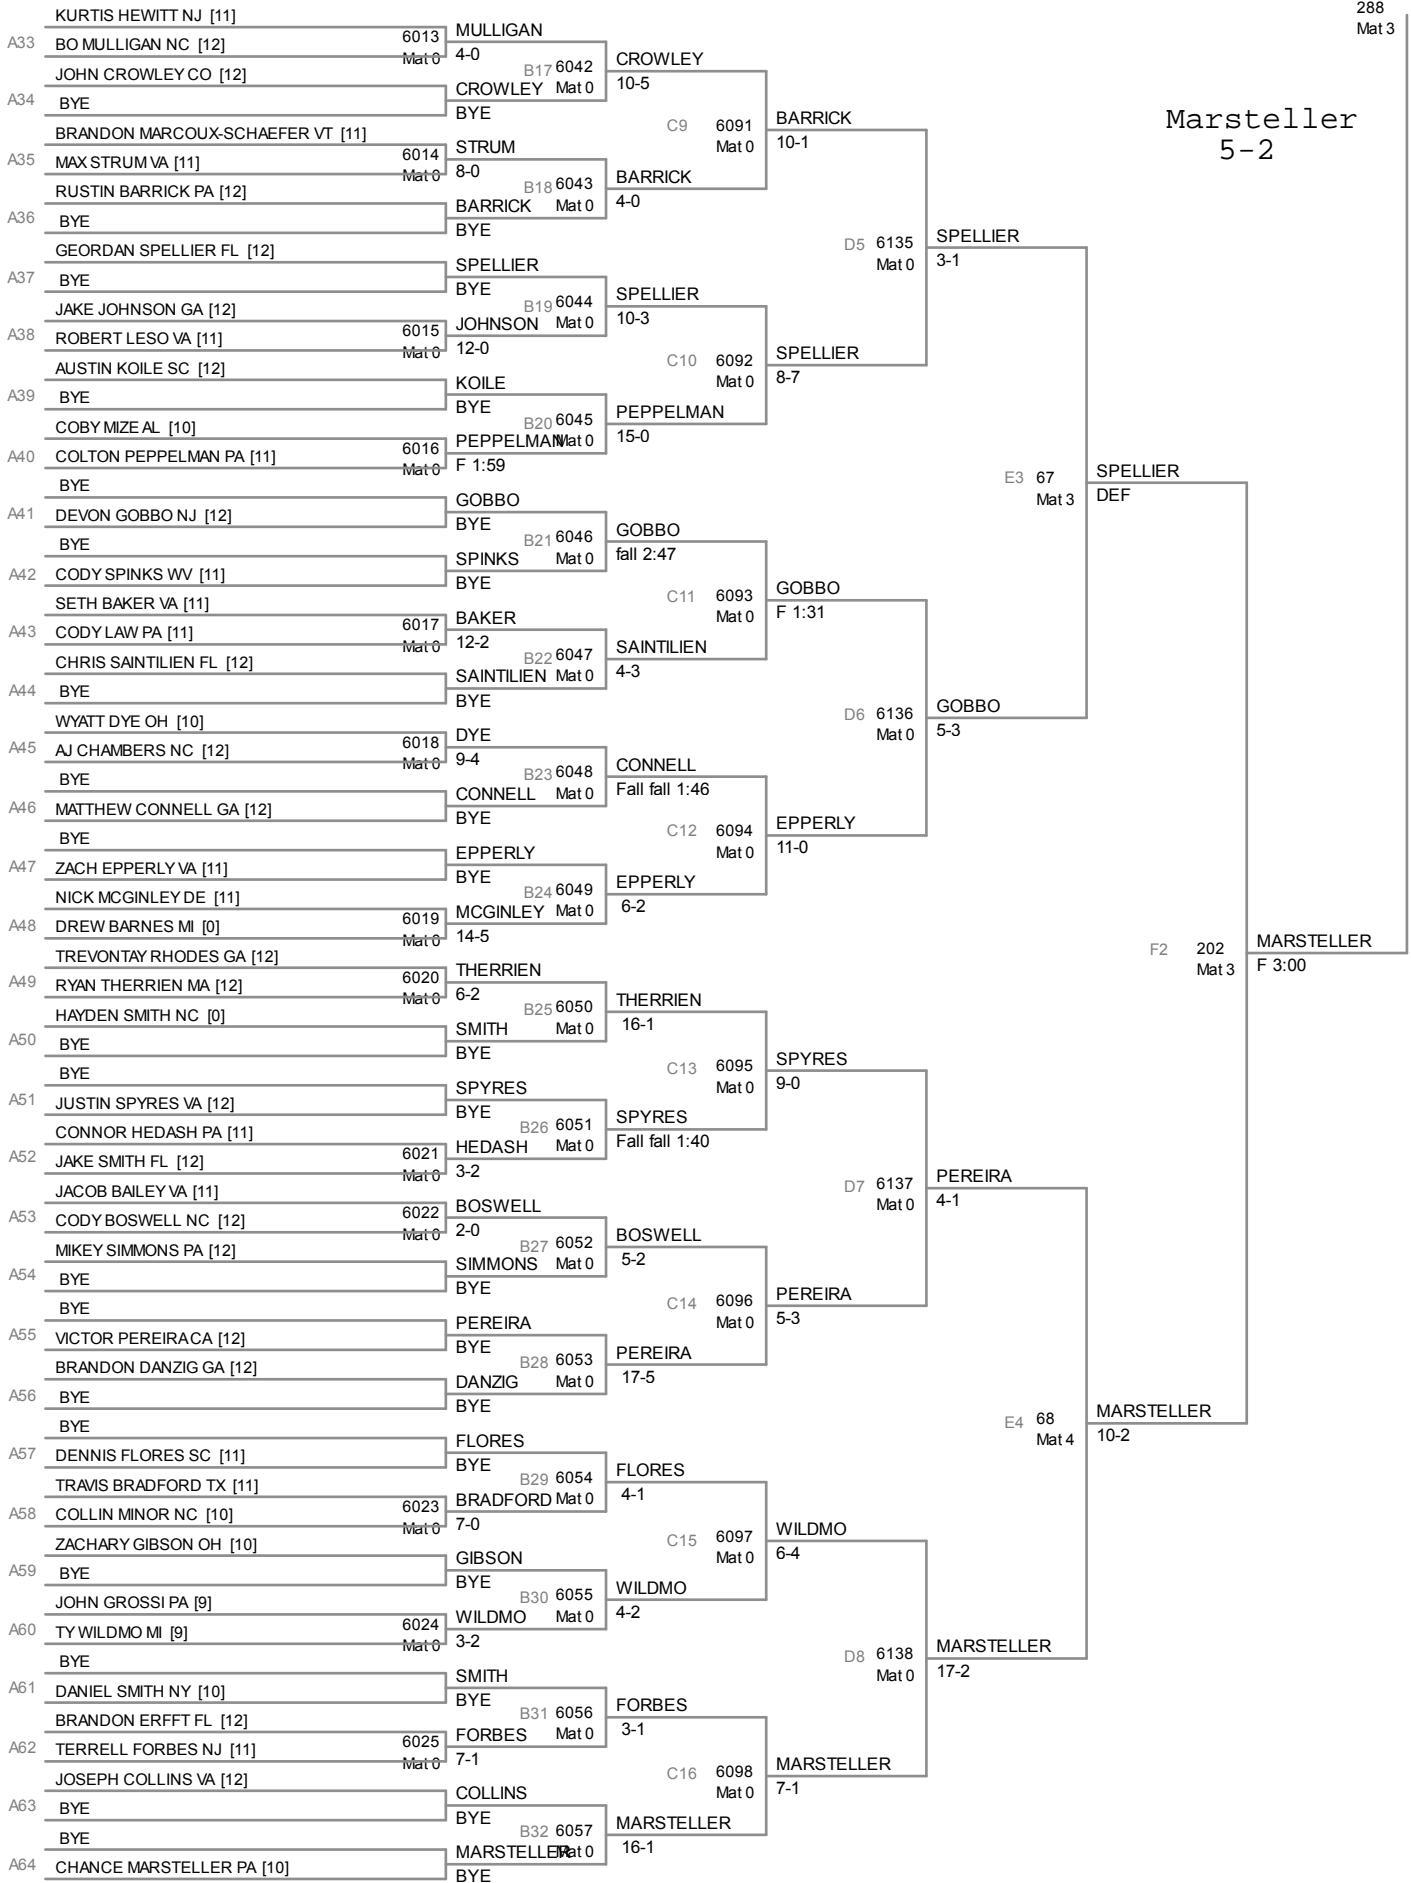 KURTIS HEWITT NJ [11]
288
Mat 3
A33
BO MULLIGAN NC [12]
6013
Mat 0
MULLIGAN
4-0
JOHN CROWLEY CO [12]
A34
BYE
CROWLEY
BYE
B17 6042
Mat 0
CROWLEY
10-5
BRANDON MARCOUX-SCHAEFER VT [11]
A35
MAX STRUM VA [11]
6014
Mat 0
STRUM
8-0
RUSTIN BARRICK PA [12]
A36
BYE
BARRICK
BYE
B18 6043
Mat 0
BARRICK
4-0
C9 6091
Mat 0
BARRICK
10-1
Marsteller
5-2
GEORDAN SPELLIER FL [12]
A37
BYE
SPELLIER
BYE
JAKE JOHNSON GA [12]
A38
ROBERT LESO VA [11]
6015
Mat 0
JOHNSON
12-0
B19 6044
Mat 0
SPELLIER
10-3
AUSTIN KOILE SC [12]
A39
BYE
KOILE
BYE
COBY MIZE AL [10]
A40
COLTON PEPPELMAN PA [11]
6016
Mat 0
PEPPELMAN
F 1:59
B20 6045
Mat 0
PEPPELMAN
15-0
C10 6092
Mat 0
SPELLIER
8-7
D5 6135
Mat 0
SPELLIER
3-1
BYE
A41
DEVON GOBBO NJ [12]
GOBBO
BYE
BYE
A42
CODY SPINKS WV [11]
SPINKS
BYE
B21 6046
Mat 0
GOBBO
fall 2:47
SETH BAKER VA [11]
A43
CODY LAW PA [11]
6017
Mat 0
BAKER
12-2
CHRIS SAINTILIEN FL [12]
A44
BYE
SAINTILIEN
BYE
B22 6047
Mat 0
SAINTILIEN
4-3
C11 6093
Mat 0
GOBBO
F 1:31
WYATT DYE OH [10]
A45
AJ CHAMBERS NC [12]
6018
Mat 0
DYE
9-4
BYE
A46
MATTHEW CONNELL GA [12]
CONNELL
BYE
B23 6048
Mat 0
CONNELL
Fall fall 1:46
BYE
A47
ZACH EPPERLY VA [11]
EPPERLY
BYE
NICK MCGINLEY DE [11]
A48
DREW BARNES MI [0]
6019
Mat 0
MCGINLEY
14-5
B24 6049
Mat 0
EPPERLY
6-2
C12 6094
Mat 0
EPPERLY
11-0
D6 6136
Mat 0
GOBBO
5-3
E3 67
Mat 3
SPELLIER
DEF
TREVONTAY RHODES GA [12]
A49
RYAN THERRIEN MA [12]
6020
Mat 0
THERRIEN
6-2
HAYDEN SMITH NC [0]
A50
BYE
SMITH
BYE
B25 6050
Mat 0
THERRIEN
16-1
BYE
A51
JUSTIN SPYRES VA [12]
SPYRES
BYE
CONNOR HEDASH PA [11]
A52
JAKE SMITH FL [12]
6021
Mat 0
HEDASH
3-2
B26 6051
Mat 0
SPYRES
Fall fall 1:40
C13 6095
Mat 0
SPYRES
9-0
JACOB BAILEY VA [11]
A53
CODY BOSWELL NC [12]
6022
Mat 0
BOSWELL
2-0
MIKEY SIMMONS PA [12]
A54
BYE
SIMMONS
BYE
B27 6052
Mat 0
BOSWELL
5-2
BYE
A55
VICTOR PEREIRA CA [12]
PEREIRA
BYE
BRANDON DANZIG GA [12]
A56
BYE
DANZIG
BYE
B28 6053
Mat 0
PEREIRA
17-5
C14 6096
Mat 0
PEREIRA
5-3
D7 6137
Mat 0
PEREIRA
4-1
BYE
A57
DENNIS FLORES SC [11]
FLORES
BYE
TRAVIS BRADFORD TX [11]
A58
COLLIN MINOR NC [10]
6023
Mat 0
BRADFORD
7-0
B29 6054
Mat 0
FLORES
4-1
ZACHARY GIBSON OH [10]
A59
BYE
GIBSON
BYE
JOHN GROSSI PA [9]
A60
TY WILDMO MI [9]
6024
Mat 0
WILDMO
3-2
B30 6055
Mat 0
WILDMO
4-2
C15 6097
Mat 0
WILDMO
6-4
BYE
A61
DANIEL SMITH NY [10]
SMITH
BYE
BRANDON ERFFT FL [12]
A62
TERRELL FORBES NJ [11]
6025
Mat 0
FORBES
7-1
B31 6056
Mat 0
FORBES
3-1
JOSEPH COLLINS VA [12]
A63
BYE
COLLINS
BYE
BYE
A64
CHANCE MARSTELLER PA [10]
MARSTELLER
BYE
B32 6057
Mat 0
MARSTELLER
16-1
C16 6098
Mat 0
MARSTELLER
7-1
D8 6138
Mat 0
MARSTELLER
17-2
E4 68
Mat 4
MARSTELLER
10-2
F2 202
Mat 3
MARSTELLER
F 3:00